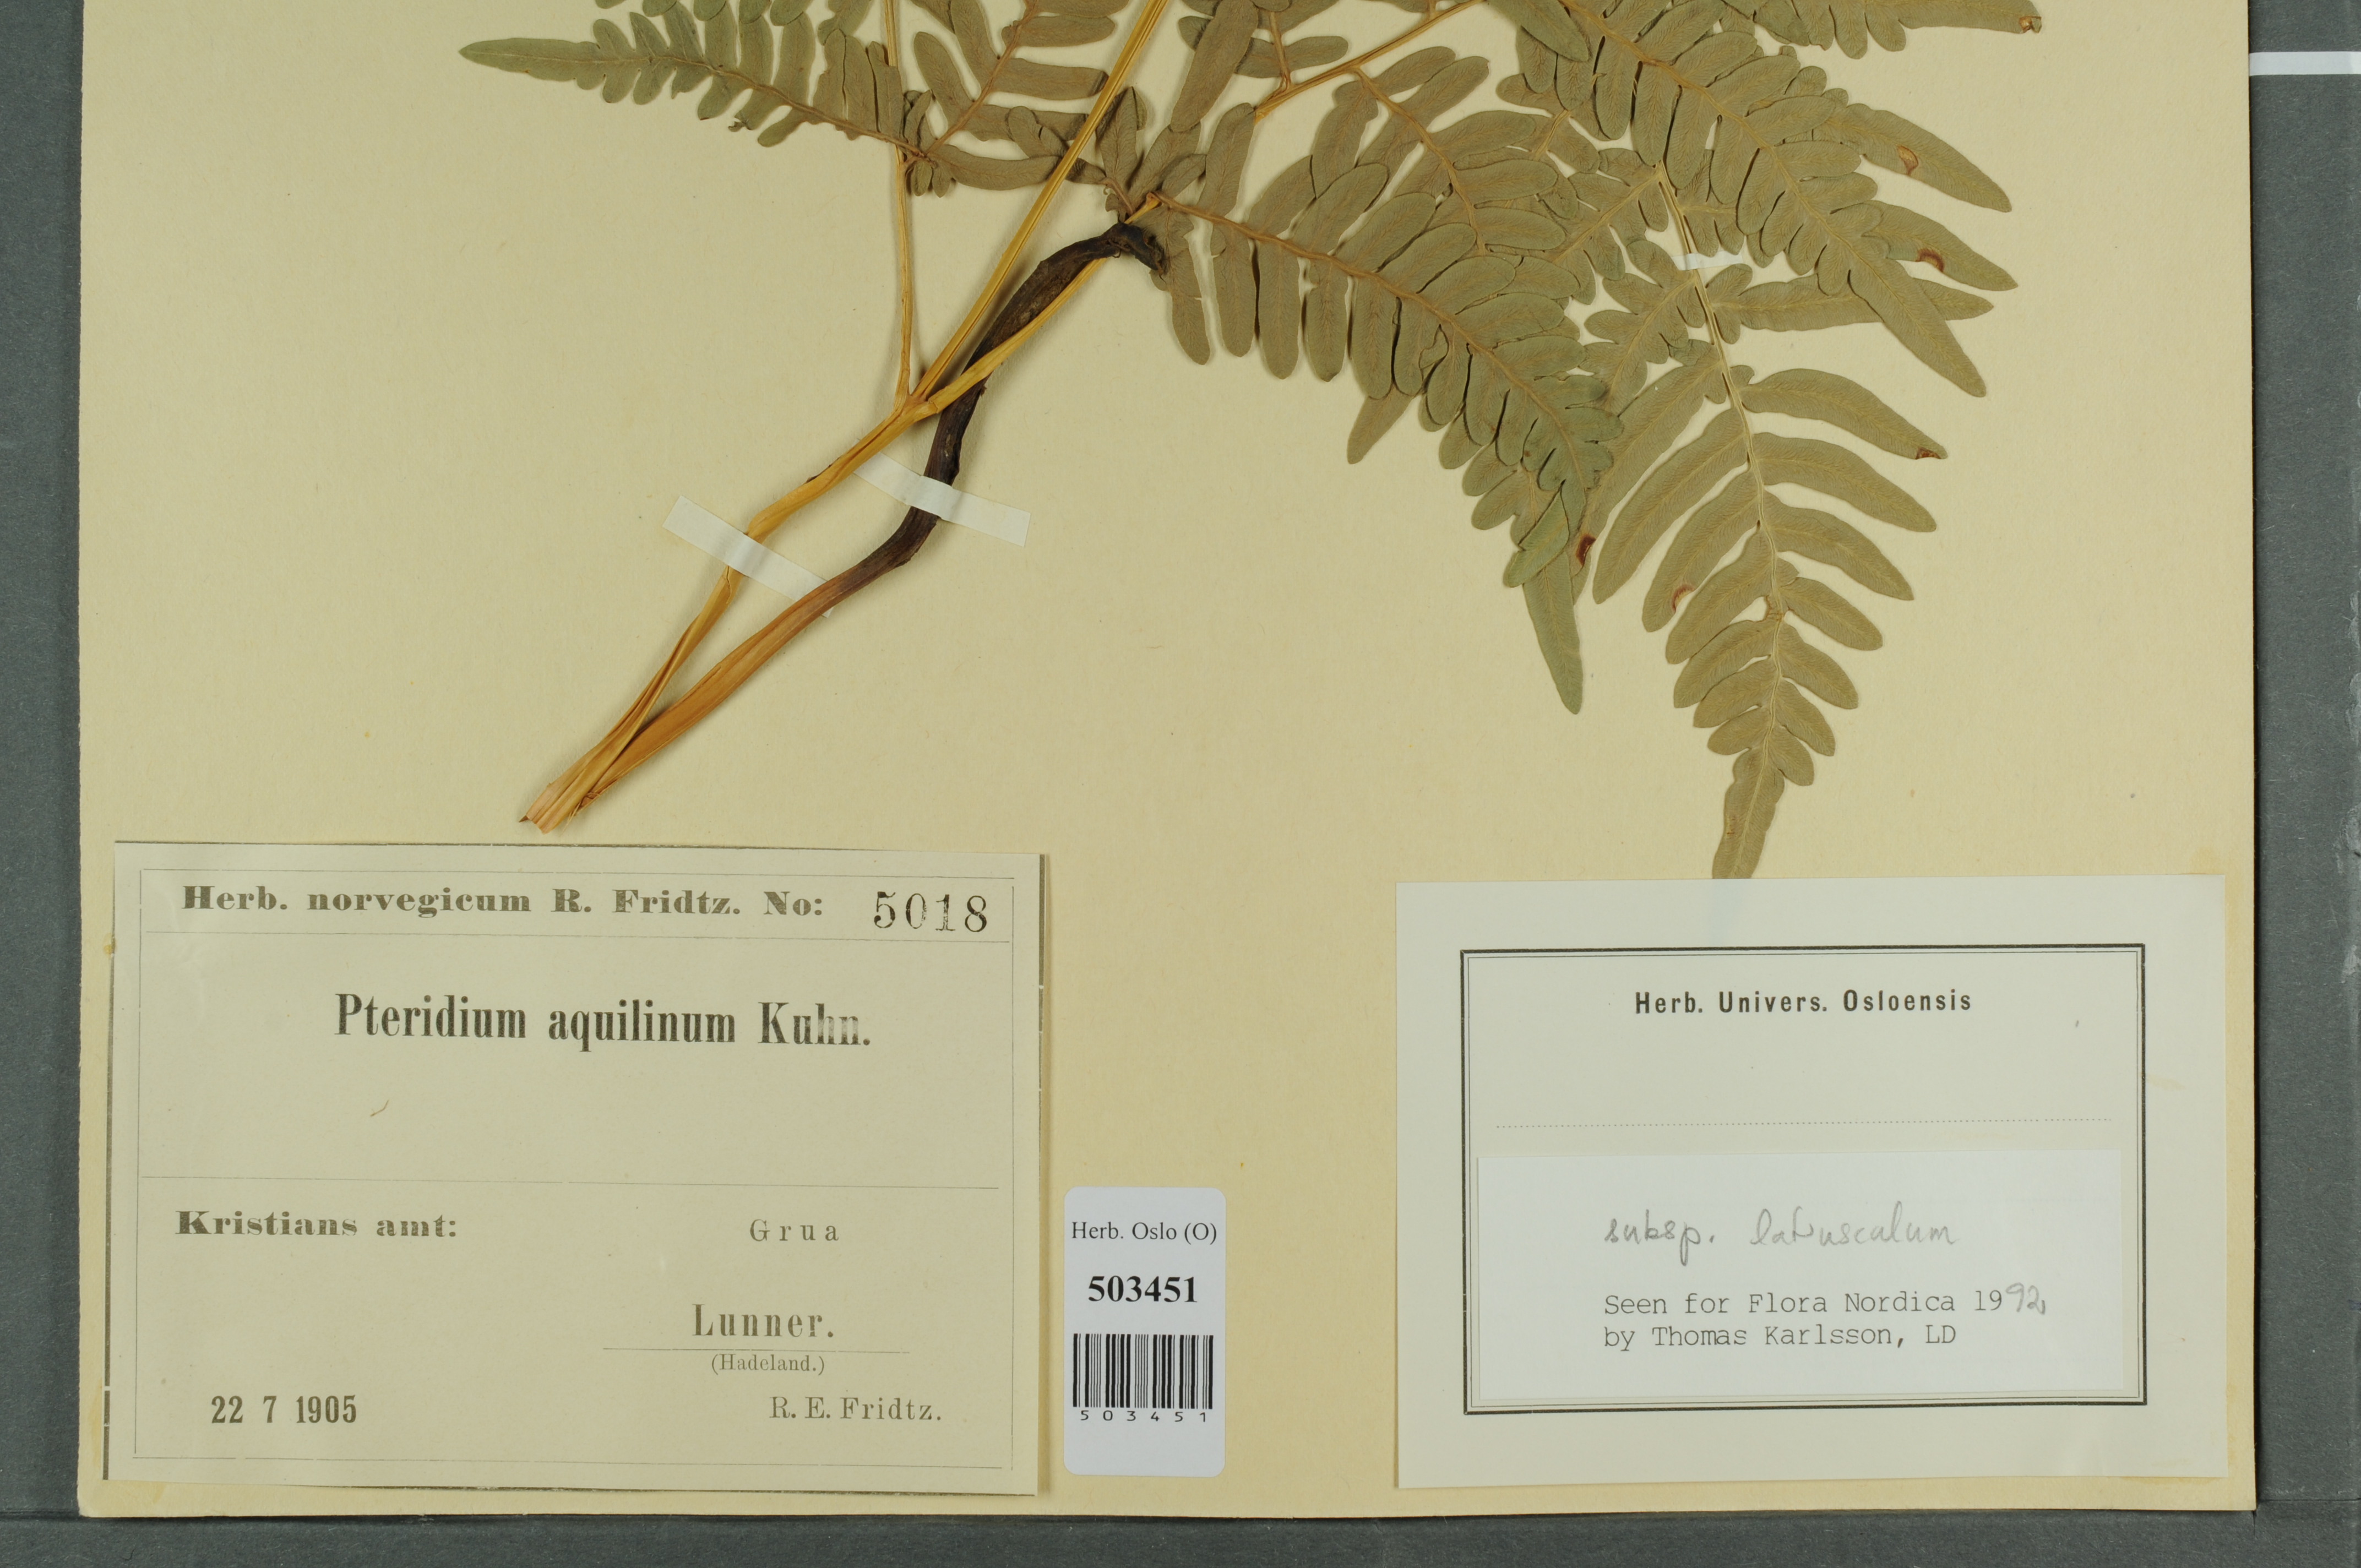 Herb. norvegicum R. Fridtz. No: 5018
Pteridium aquilinum Kuhn.
Kristians amt: Grua
Lunner.
(Hadeland.)
22 7 1905 R. E. Fridtz.
Herb. Oslo (O)
503451
503451
Herb. Univers. Osloensis
subsp. latiusculum
Seen for Flora Nordica 1992
by Thomas Karlsson, LD